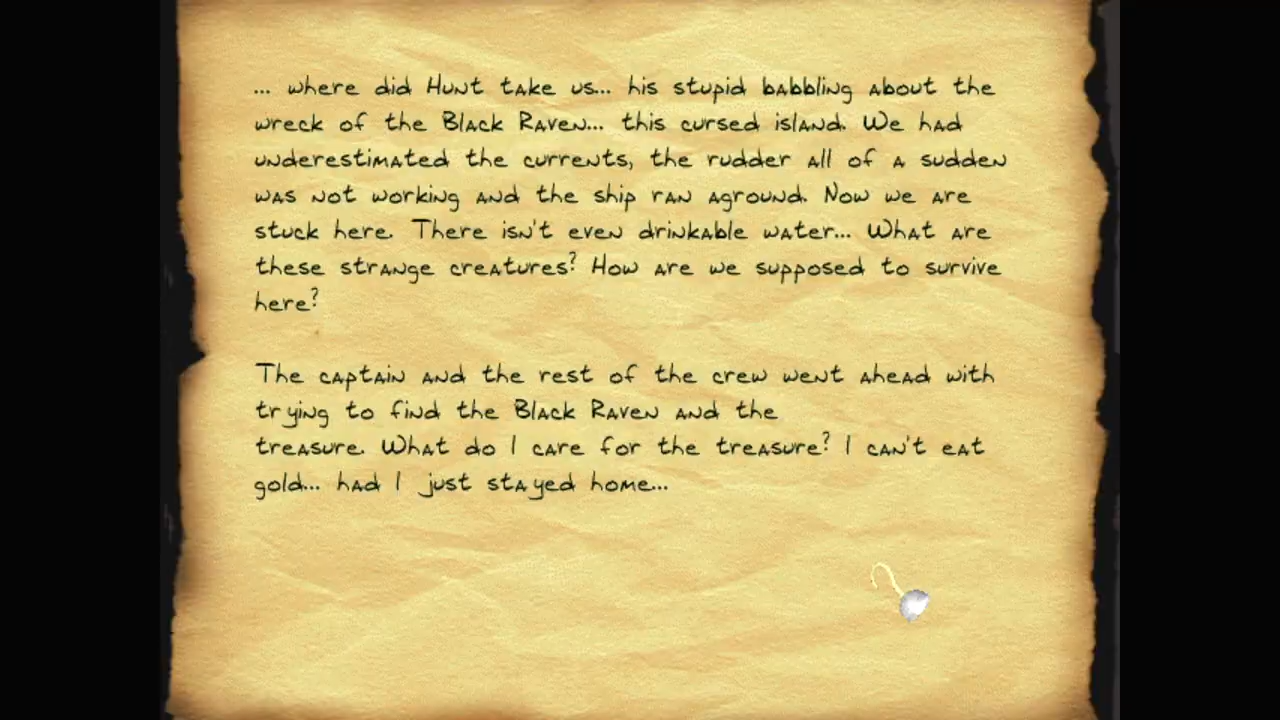 ... where did Hunt take us... his stupid babbling about the
wreck of the Black Raven... this cursed island. We had
underestimated the currents, the rudder all of a sudden
was not working and the ship ran aground. Now we are
stuck here. There isn't even drinkable water... What are
these strange creatures? How are we supposed to survive
here?
The captain and the rest of the crew went ahead with
trying to find the Black Raven and the
treasure. What do I care for the treasure? I can't eat
gold... had I just stayed home...